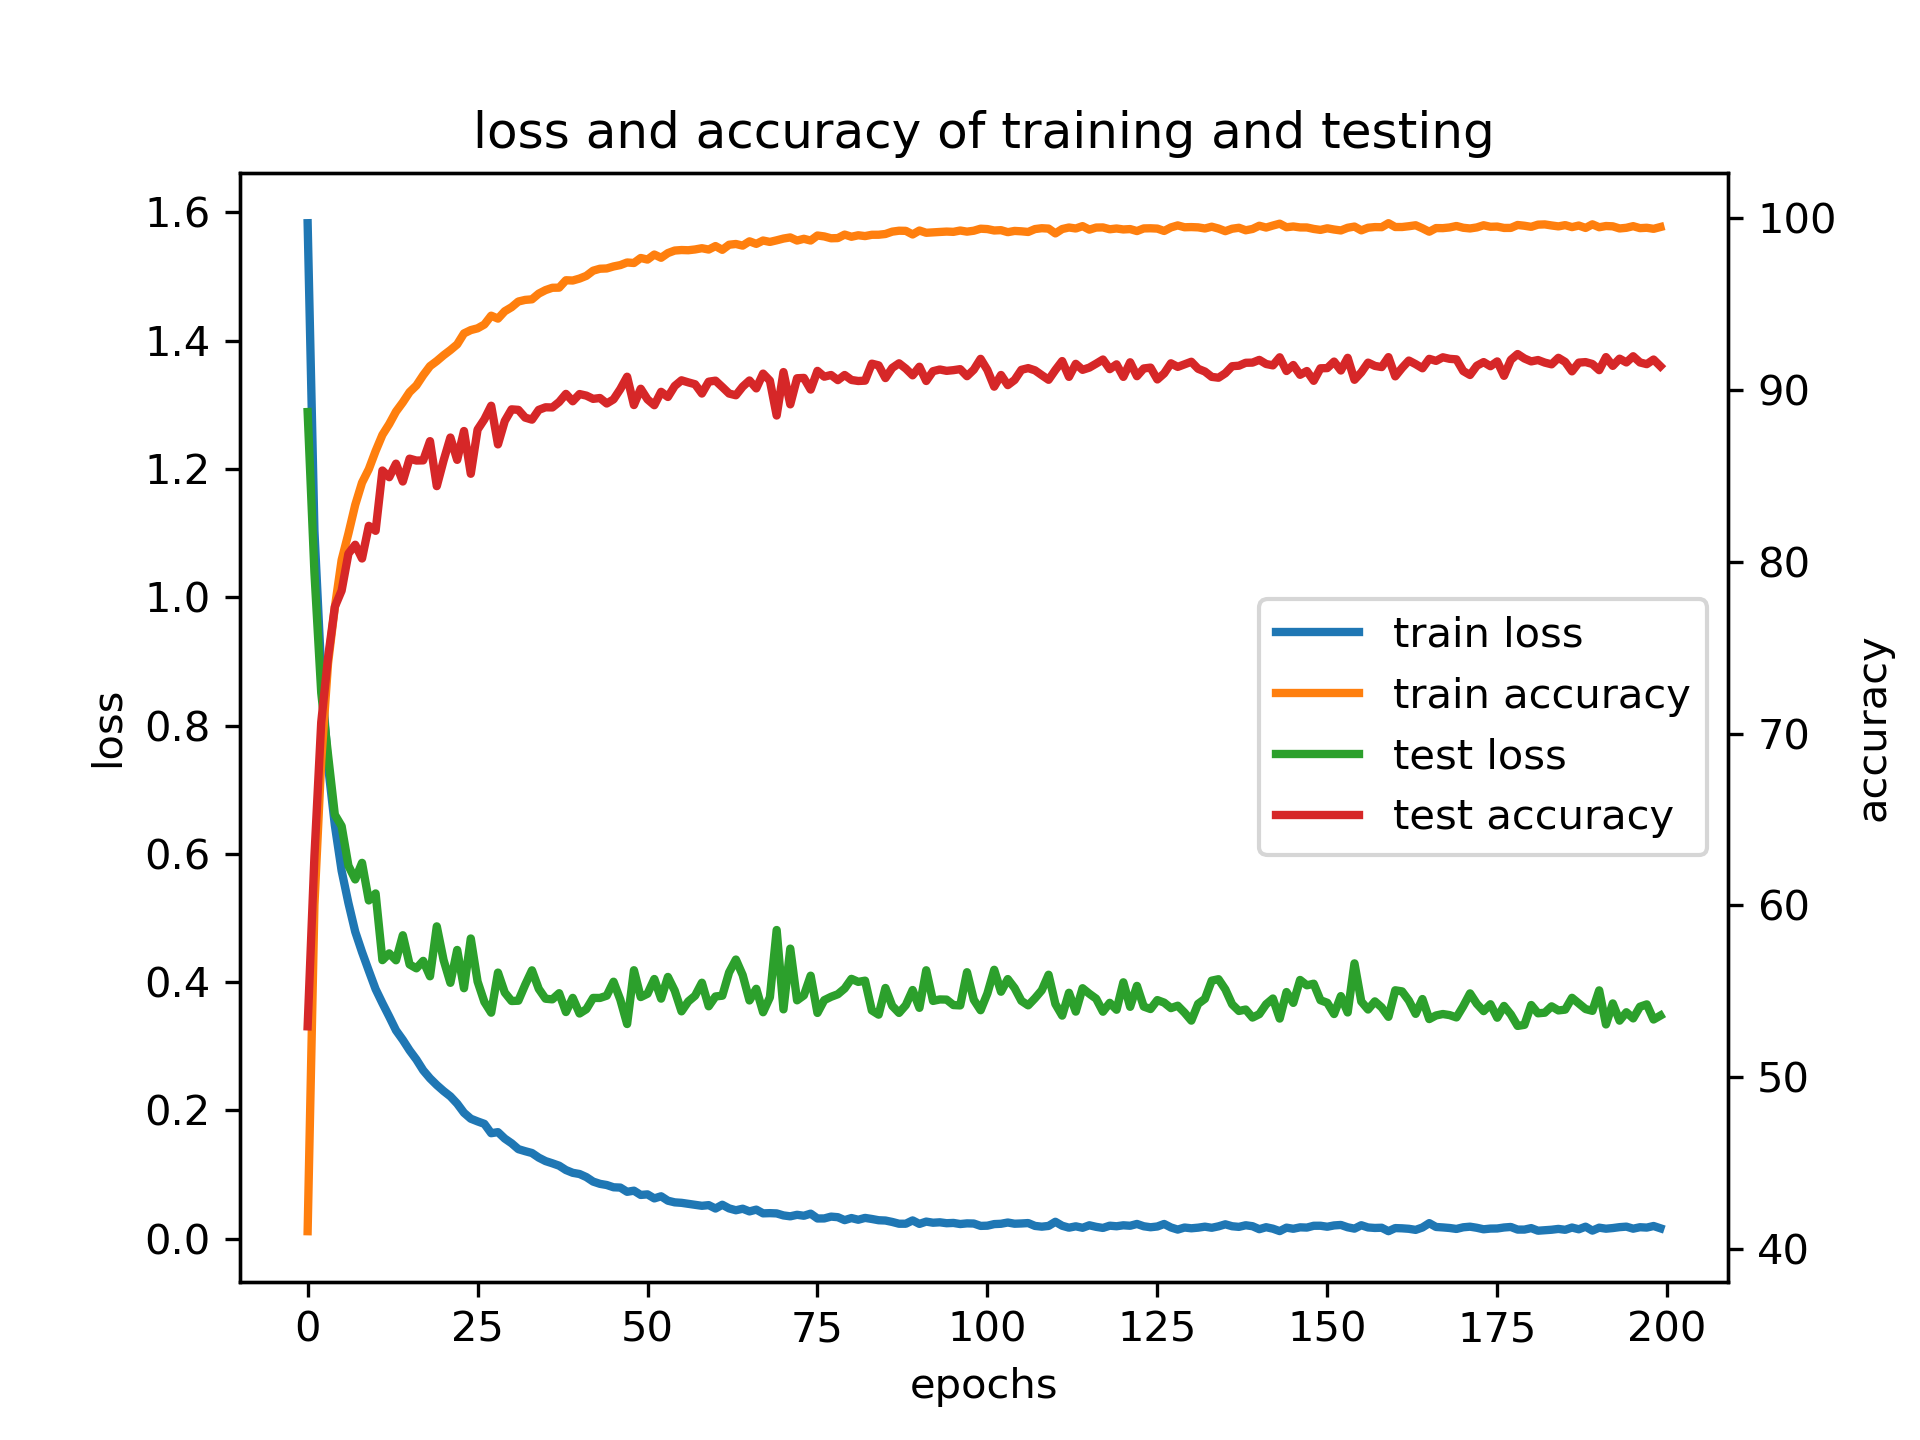 loss and accuracy of training and testing
1.6
1.4
1.2
1.0
0.8
0.6
0.4
0.2
0.0
loss
100
90
80
70
60
50
40
accuracy
train loss
train accuracy
test loss
test accuracy
0 25 50 75 100 125 150 175 200
epochs